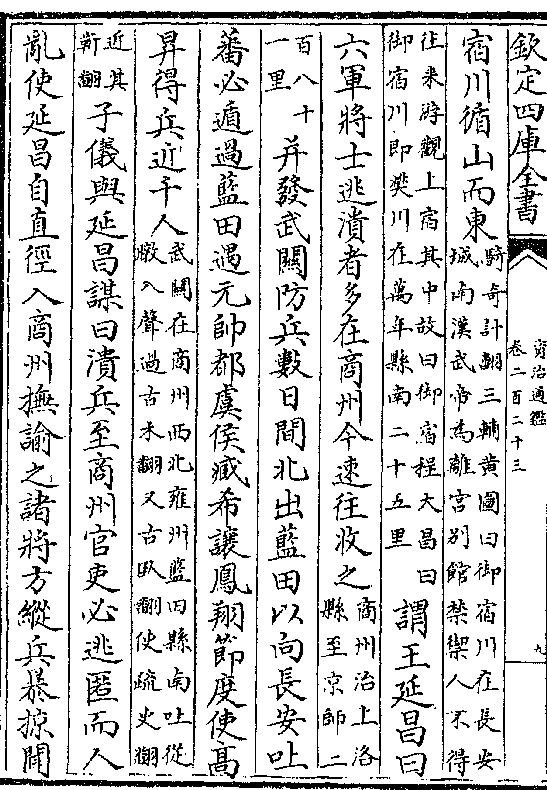 欽定四庫全書
資治通鑑
卷二百二十三
九
宿川循山而東騎奇計翻三輔黄圖曰御宿川在長安城南漢武帝為離宮别館禁禦人不得
往来游觀上宿其中故曰御宿程大昌曰御宿川即樊川在萬年縣南二十五里謂王延昌曰
六軍將士逃潰者多在商州今速往收之商州治上洛縣至京師二
百八十一里并發武關防兵數日間北出藍田以向長安吐
蕃必遁過藍田遇元帥都虞侯臧希讓鳳翔節度使髙
昇得兵近千人武關在商州西北雍州藍田縣南吐從暾入聲過古禾翻又古卧翻使疏吏翻
近其靳翻子儀與延昌謀曰潰兵至商州官吏必逃匿而人
亂使延昌自直徑入商州撫諭之諸將方縱兵暴掠聞